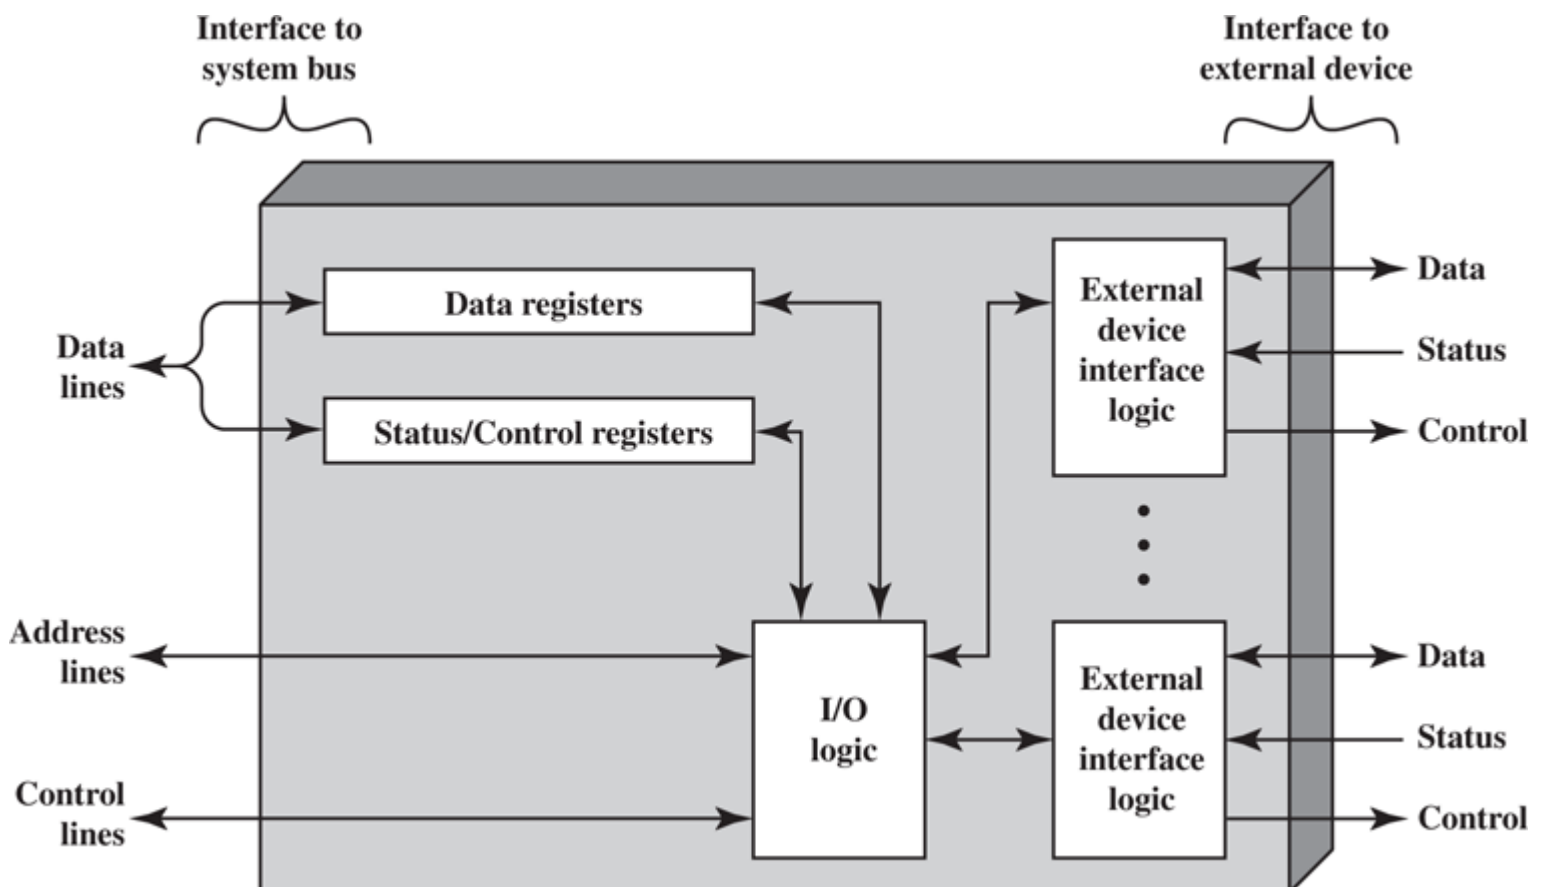 Interface to
system bus
Interface to
external device
Data registers
Status/Control registers
Data
lines
External
device
interface
logic
Data
Status
Control
Address
lines
Control
lines
I/O
logic
External
device
interface
logic
Data
Status
Control